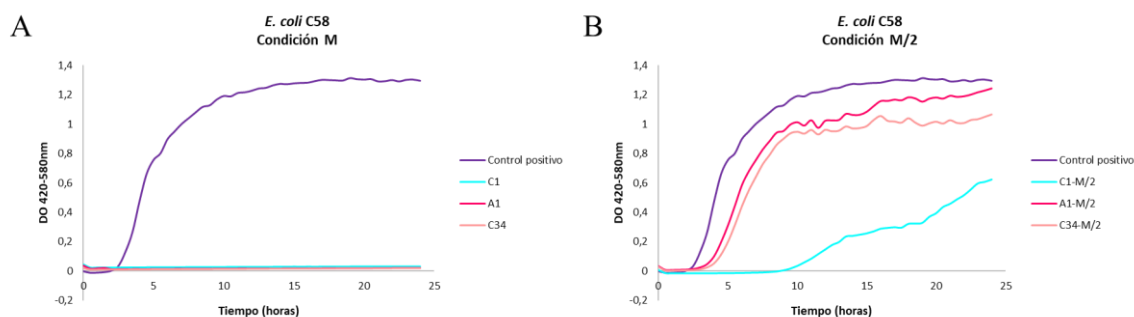 A
E. coli C58
Condición M
1,4
1,2
1
0,8
0,6
0,4
0,2
0
-0,2
0
5
10
15
20
25
DO 420-580nm
Tiempo (horas)
Control positivo
C1
A1
C34
B
E. coli C58
Condición M/2
1,4
1,2
1
0,8
0,6
0,4
0,2
0
-0,2
0
5
10
15
20
25
DO 420-580nm
Tiempo (horas)
Control positivo
C1-M/2
A1-M/2
C34-M/2